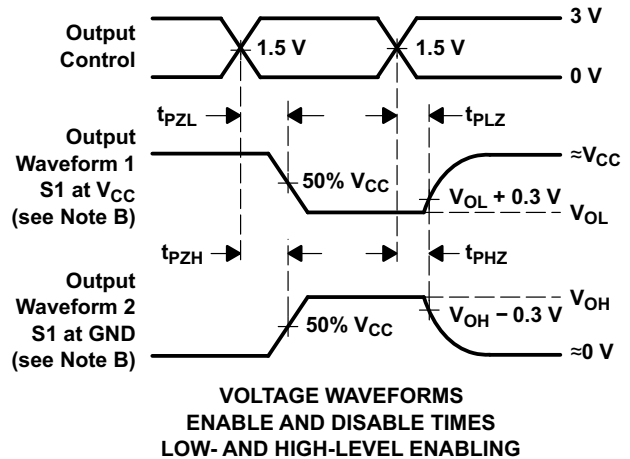 Output
Control
1.5 V
1.5 V
3 V
0 V
tPZL
tPLZ
Output
Waveform 1
S1 at VCC
(see Note B)
50% VCC
≈VCC
VOL + 0.3 V
VOL
tPZH
tPHZ
Output
Waveform 2
S1 at GND
(see Note B)
50% VCC
VOH
VOH − 0.3 V
≈0 V
VOLTAGE WAVEFORMS
ENABLE AND DISABLE TIMES
LOW- AND HIGH-LEVEL ENABLING